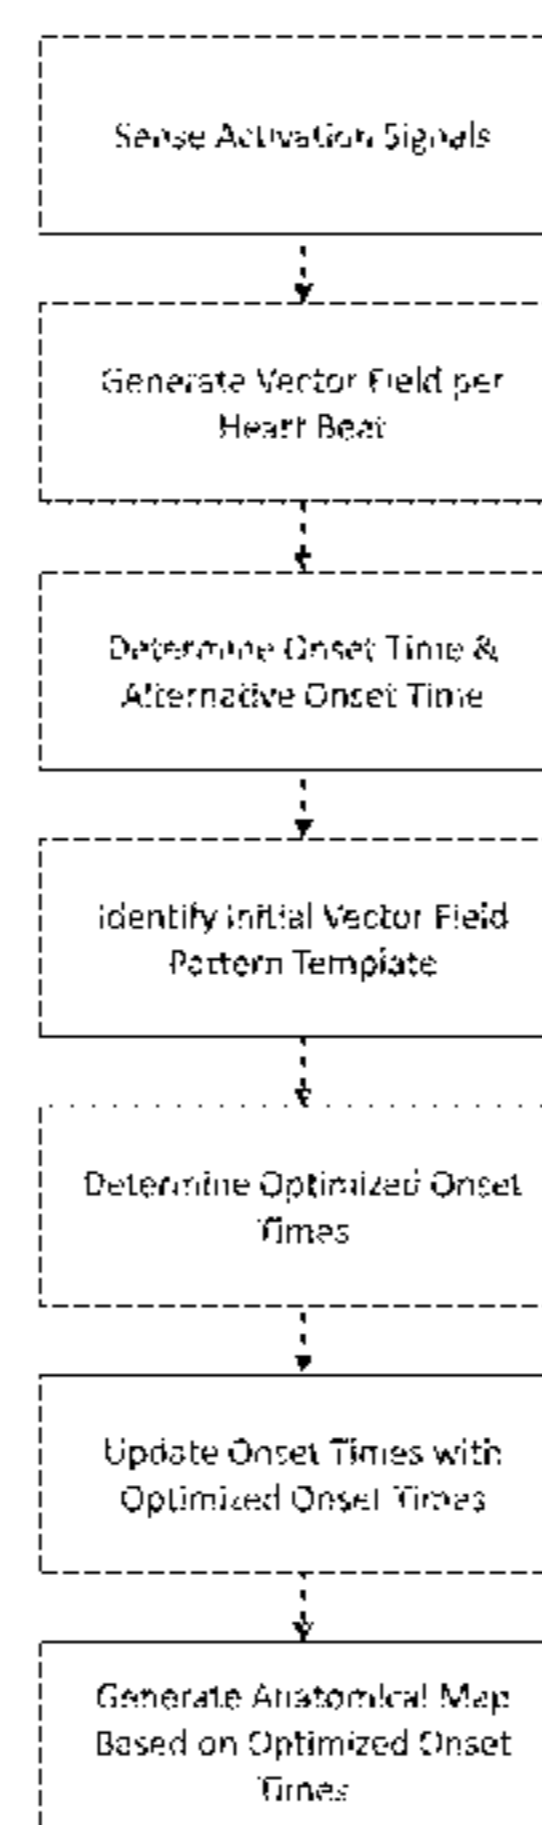 Sense Activation Signals
Generate Vector Field per
Heart Beat
Determine Onset Time &
Alternative Onset Time
Identify Initial Vector Field
Pattern Template
Determine Optimized Onset
Times
Update Onset Times with
Optimized Onset Times
Generate Anatomical Map
Based on Optimized Onset
Times